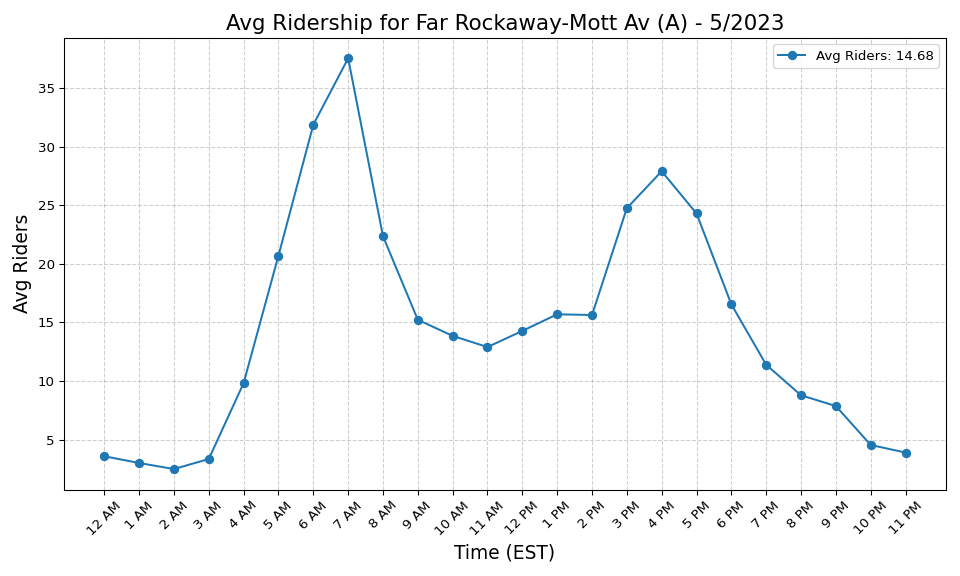 Avg Ridership for Far Rockaway-Mott Av (A) - 5/2023
Avg Riders: 14.68
Avg Riders
35
30
25
20
15
10
5
12 AM
1 AM
2 AM
3 AM
4 AM
5 AM
6 AM
7 AM
8 AM
9 AM
10 AM
11 AM
12 PM
1 PM
2 PM
3 PM
4 PM
5 PM
6 PM
7 PM
8 PM
9 PM
10 PM
11 PM
Time (EST)